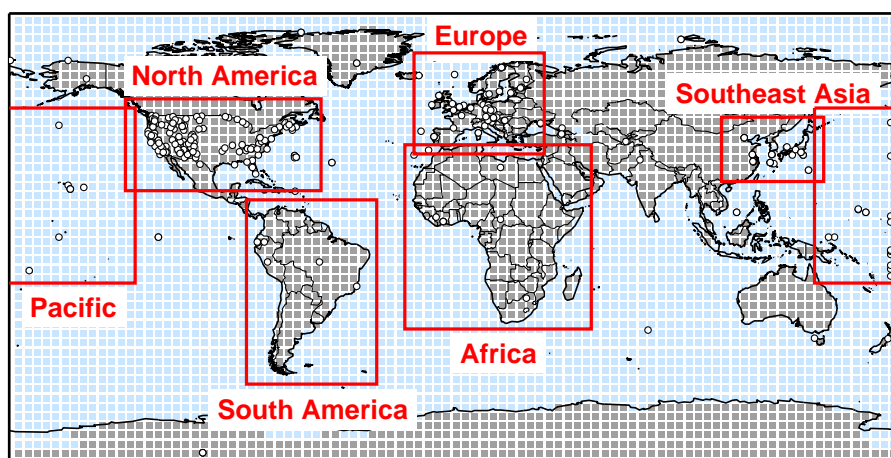 Europe
North America
Southeast Asia
Pacific
Africa
South America